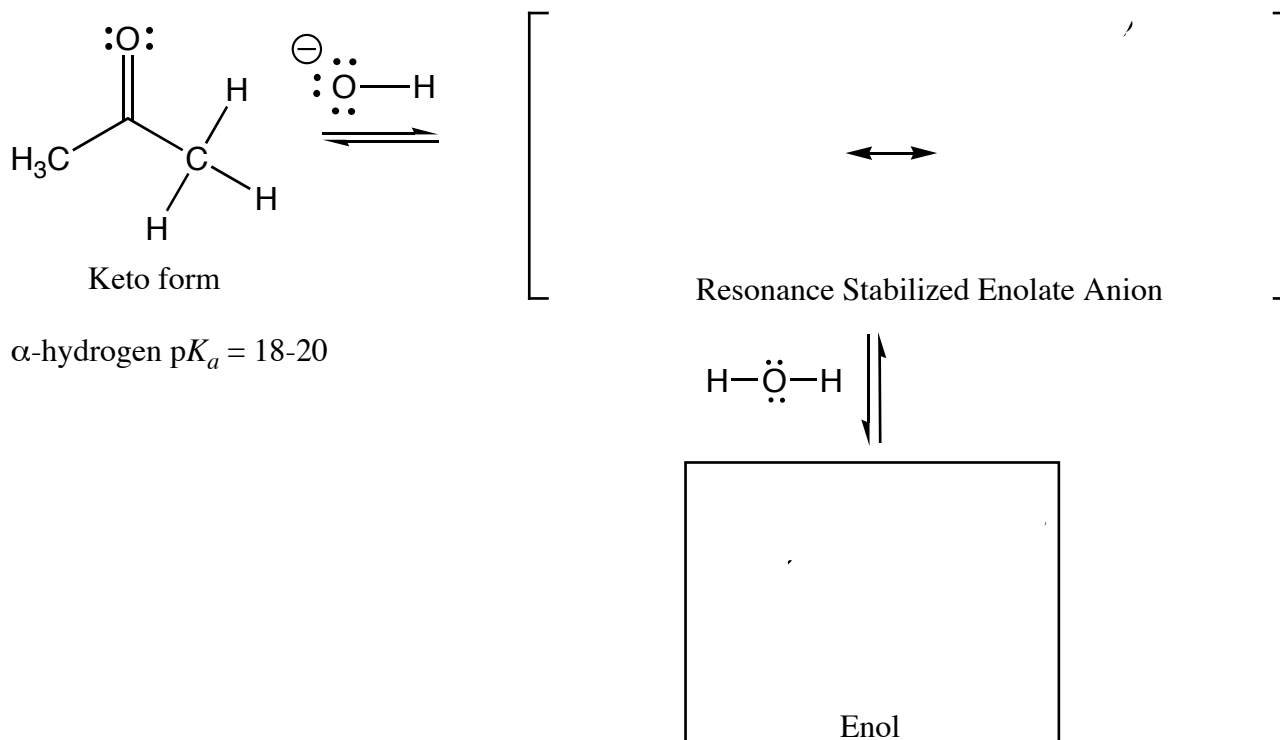 O
H
H₃C
C
H
H
⊖
O H
Keto form
α-hydrogen pKₐ = 18-20
Resonance Stabilized Enolate Anion
H O H
Enol